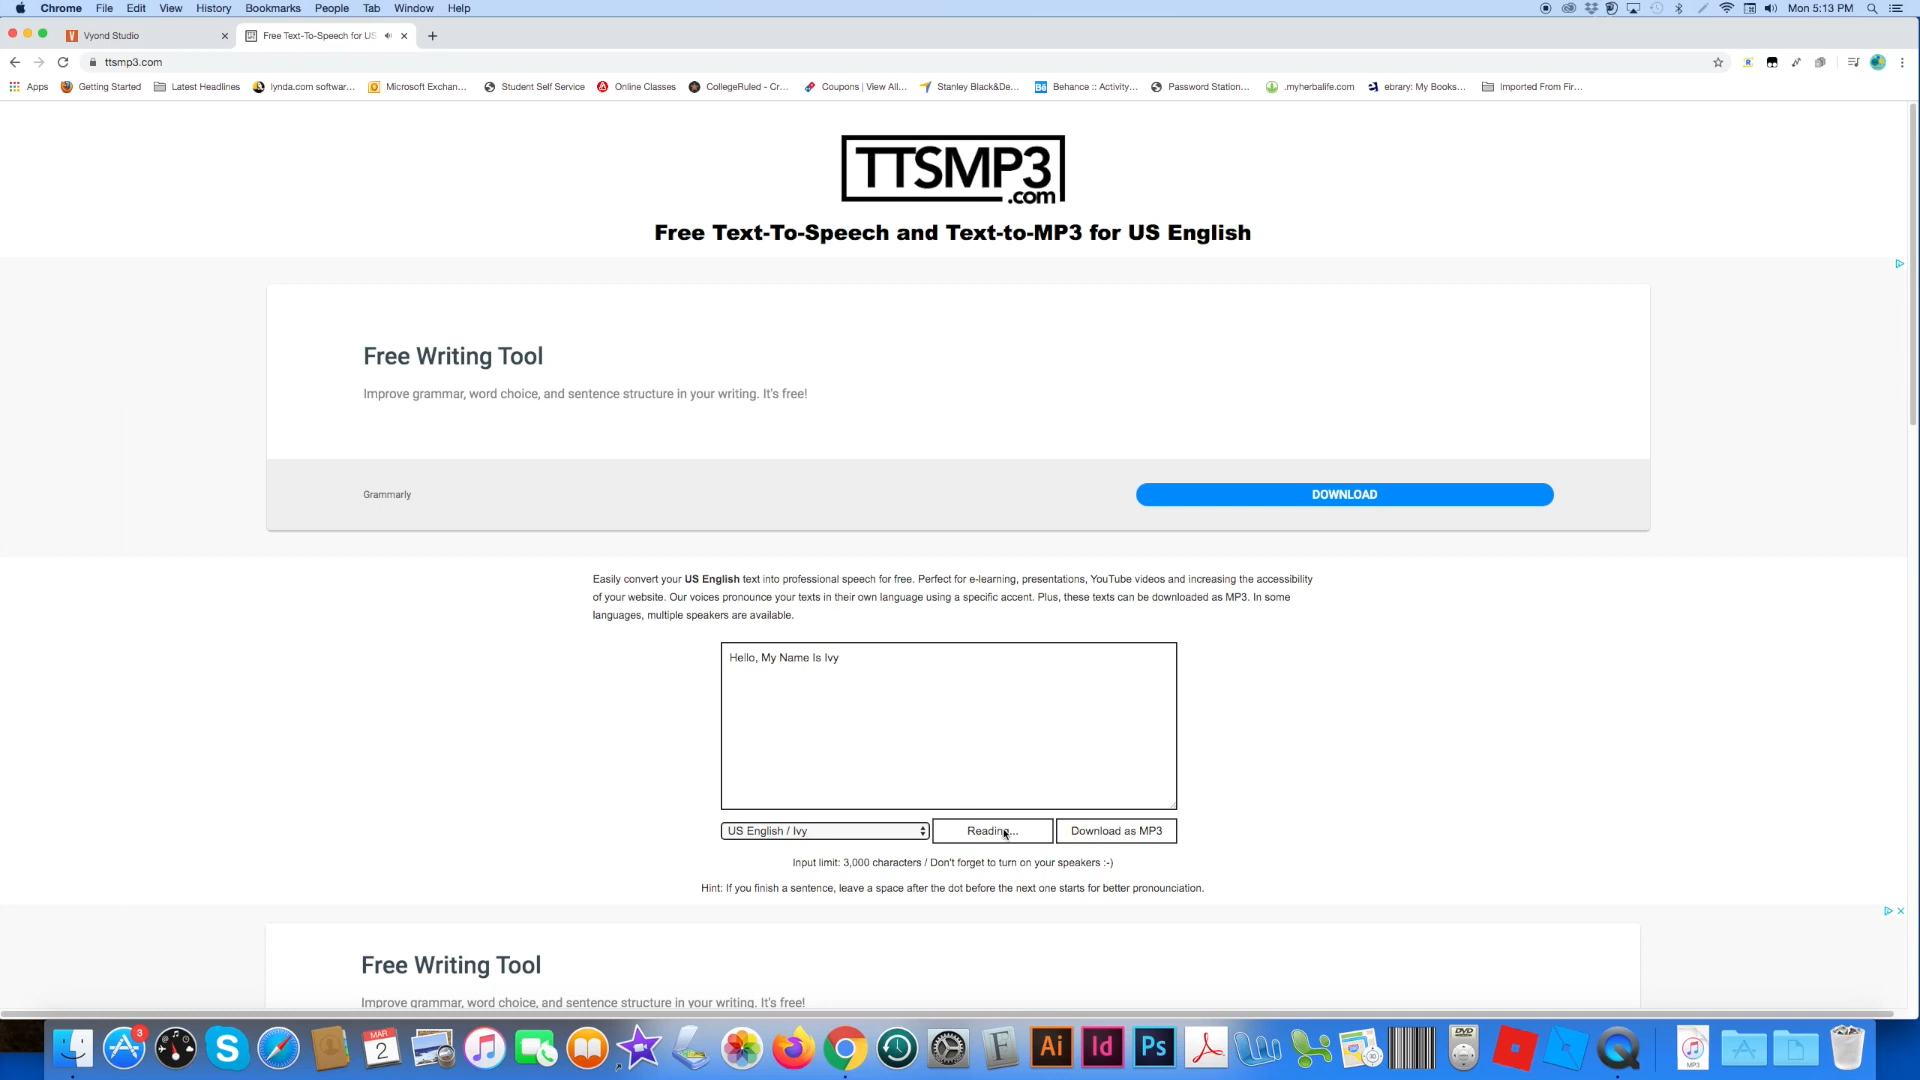 Chrome File Edit View History Bookmarks People Tab Window Help Mon 5:13 PM
Vyond Studio Free Text-To-Speech for US
ttsmp3.com
Apps Getting Started Latest Headlines lynda.com softwar... Microsoft Exchan... Student Self Service Online Classes CollegeRuled - Cr... Coupons | View All... Stanley Black&De... Behance :: Activity... Password Station... .myherbalife.com ebrary: My Books... Imported From Fir...
TTSMP3
.com
Free Text-To-Speech and Text-to-MP3 for US English
Free Writing Tool
Improve grammar, word choice, and sentence structure in your writing. It's free!
Grammarly DOWNLOAD
Easily convert your US English text into professional speech for free. Perfect for e-learning, presentations, YouTube videos and increasing the accessibility
of your website. Our voices pronounce your texts in their own language using a specific accent. Plus, these texts can be downloaded as MP3. In some
languages, multiple speakers are available.
Hello, My Name Is Ivy
US English / Ivy Reading... Download as MP3
Input limit: 3,000 characters / Don't forget to turn on your speakers :-)
Hint: If you finish a sentence, leave a space after the dot before the next one starts for better pronounciation.
Free Writing Tool
Improve grammar, word choice, and sentence structure in your writing. It's free!
3
MAR
2
Ai Id Ps
DVD
MP3